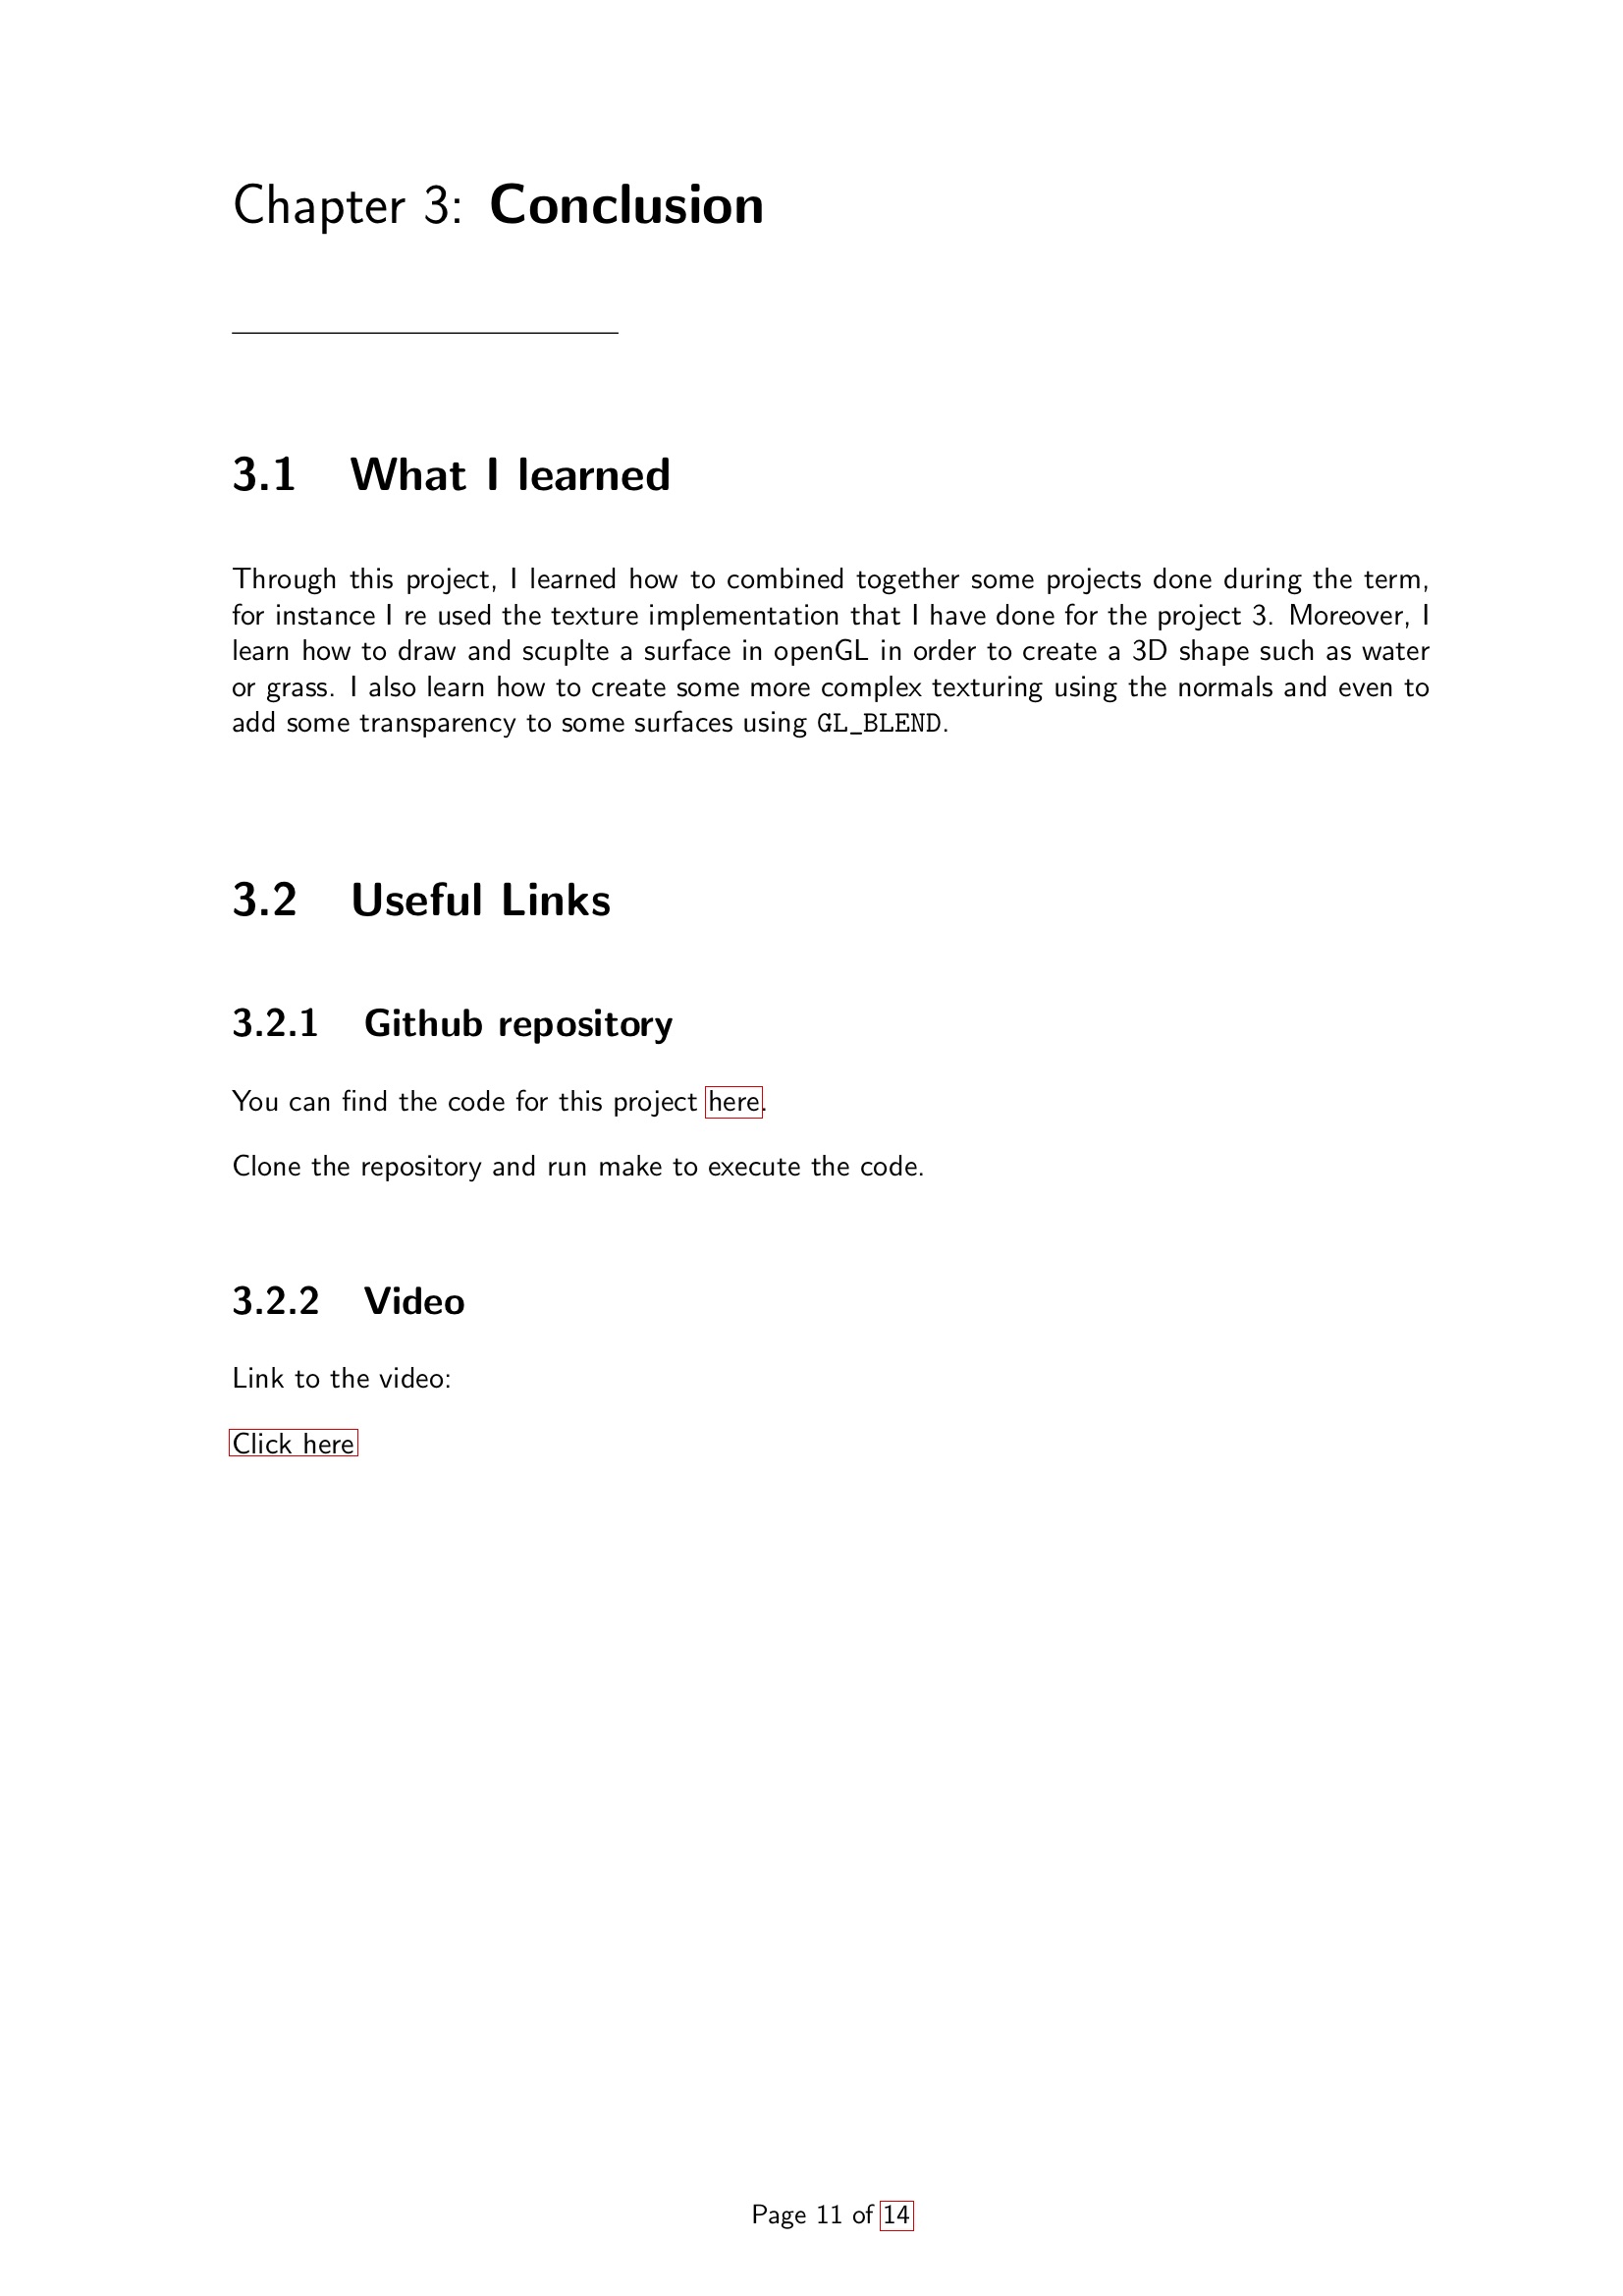 Chapter 3: Conclusion
3.1 What I learned
Through this project, I learned how to combined together some projects done during the term,
for instance I re used the texture implementation that I have done for the project 3. Moreover, I
learn how to draw and scuplte a surface in openGL in order to create a 3D shape such as water
or grass. I also learn how to create some more complex texturing using the normals and even to
add some transparency to some surfaces using GL_BLEND.
3.2 Useful Links
3.2.1 Github repository
You can find the code for this project here.
Clone the repository and run make to execute the code.
3.2.2 Video
Link to the video:
Click here
Page 11 of 14